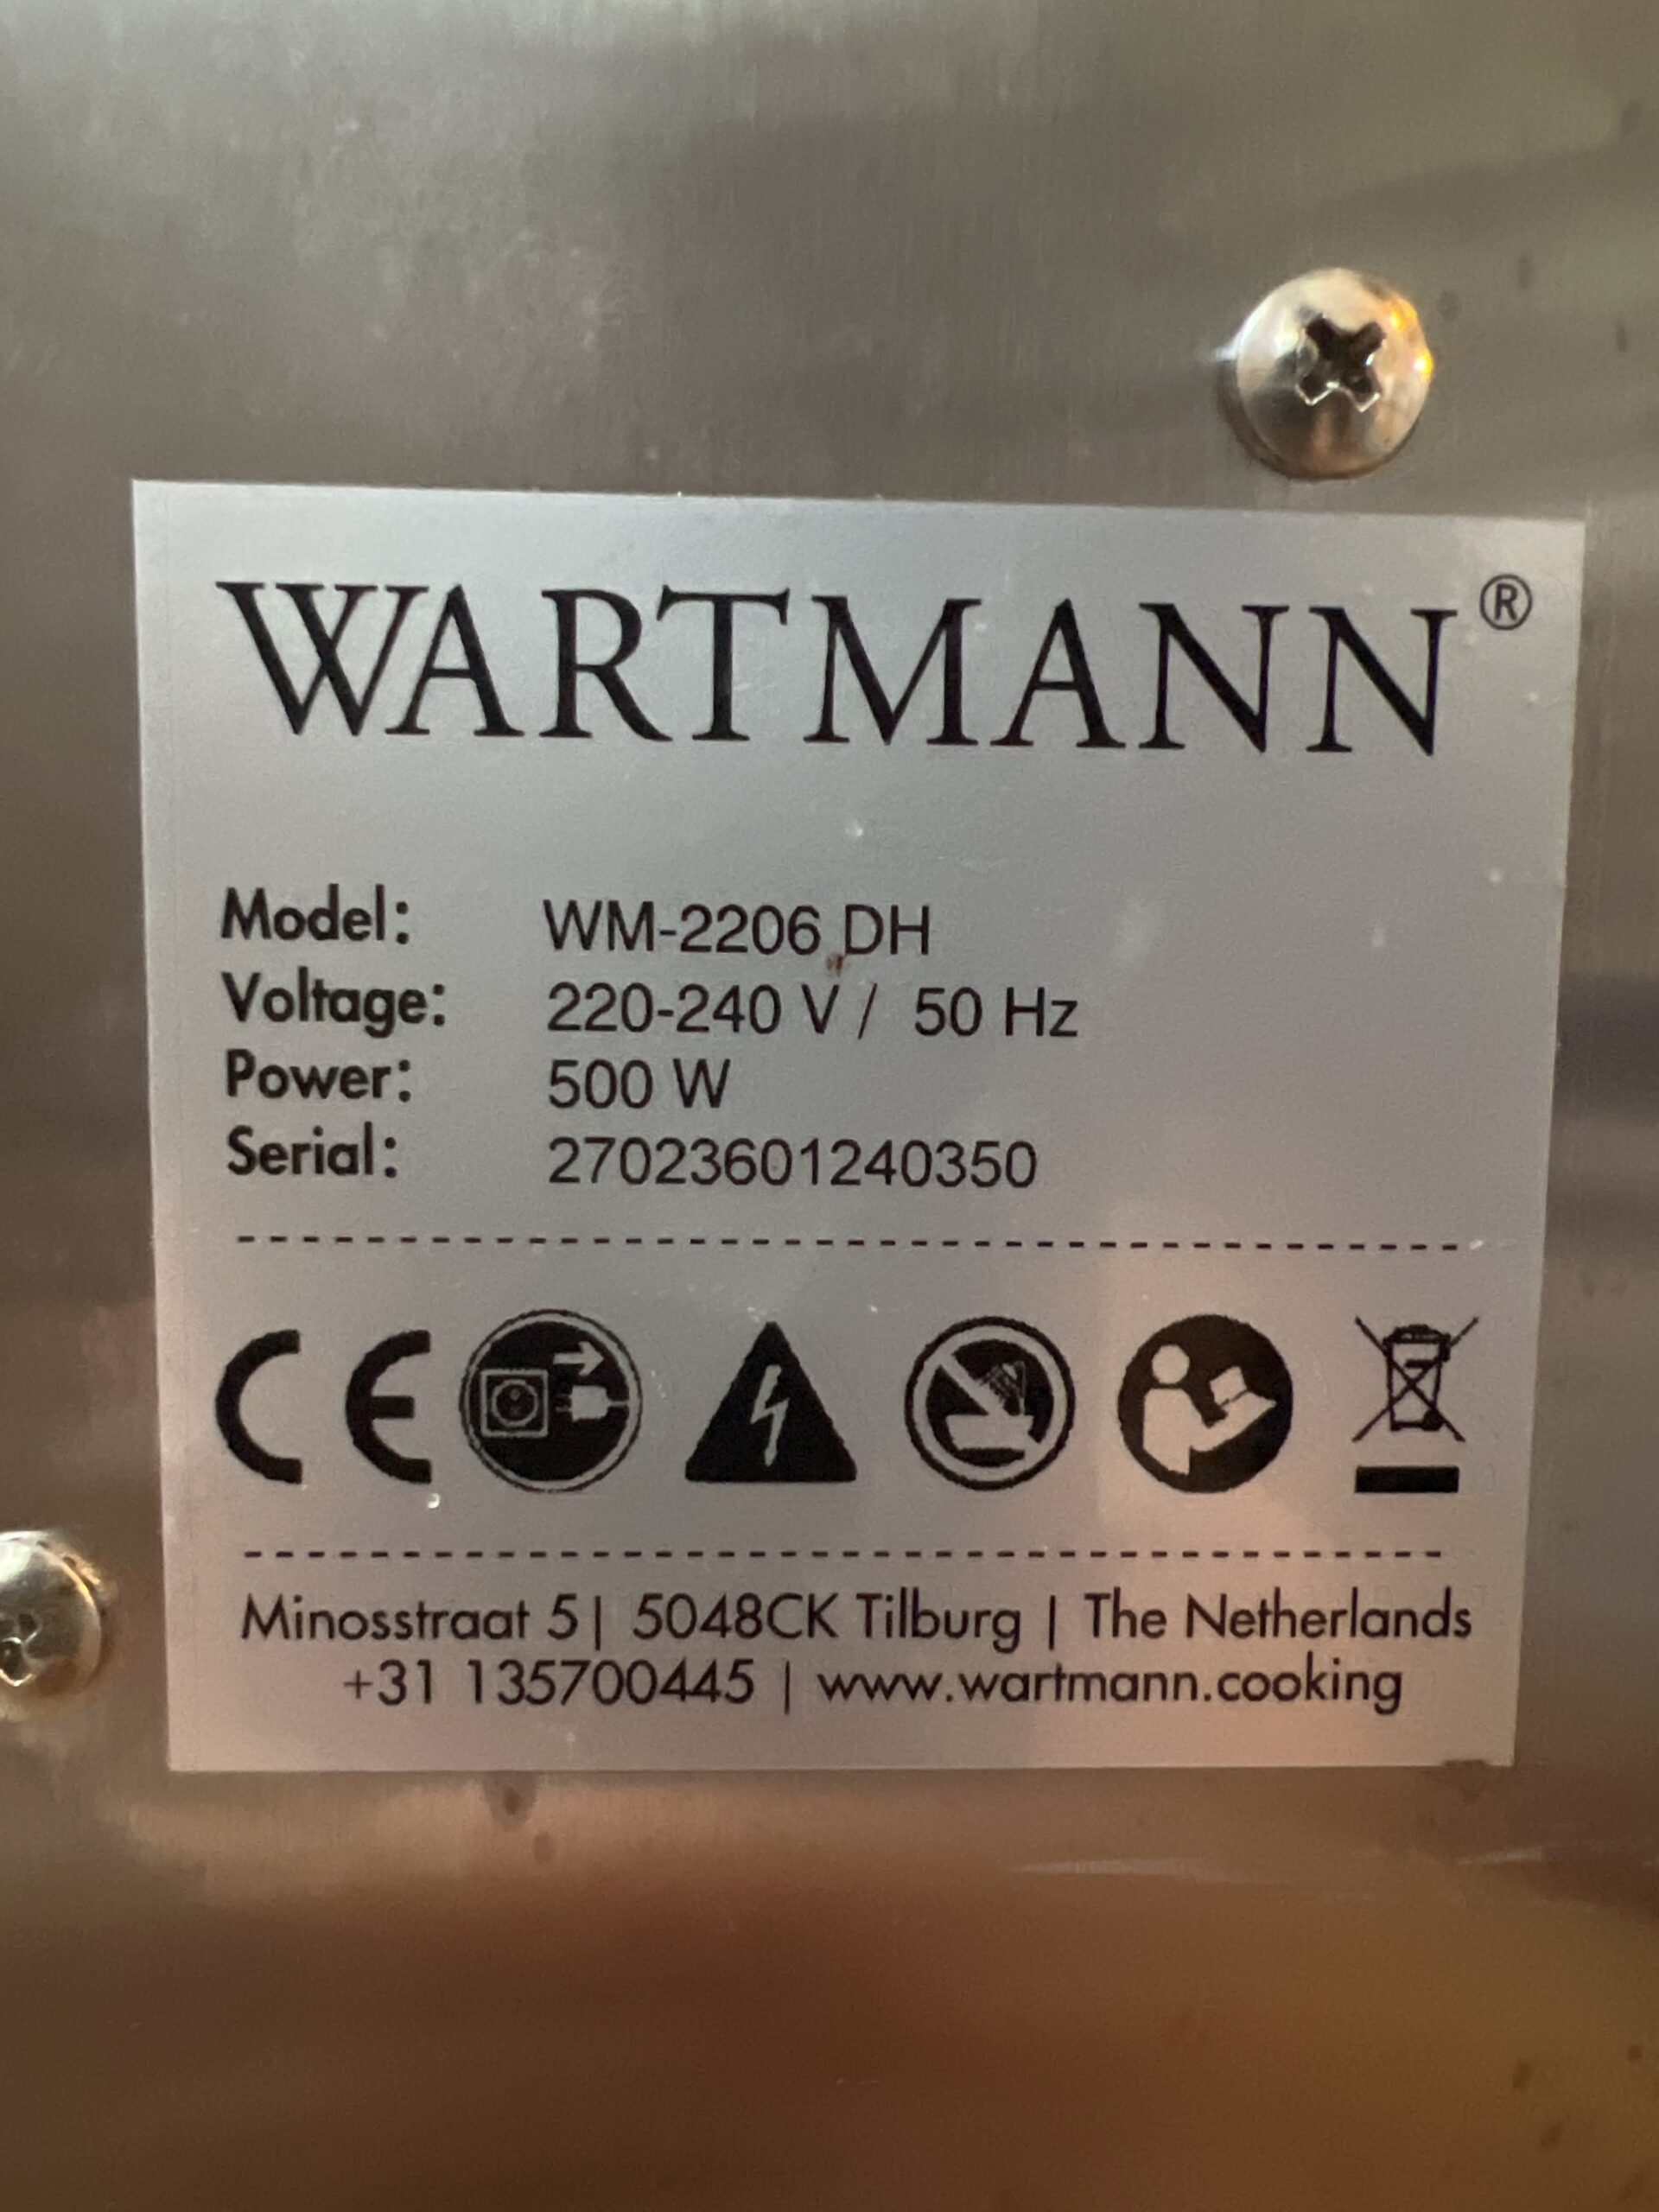 WARTMANN®
Model: WM-2206 DH
Voltage: 220-240 V / 50 Hz
Power: 500 W
Serial: 27023601240350
CE
Minosstraat 5 | 5048CK Tilburg | The Netherlands
+31 135700445 | www.wartmann.cooking